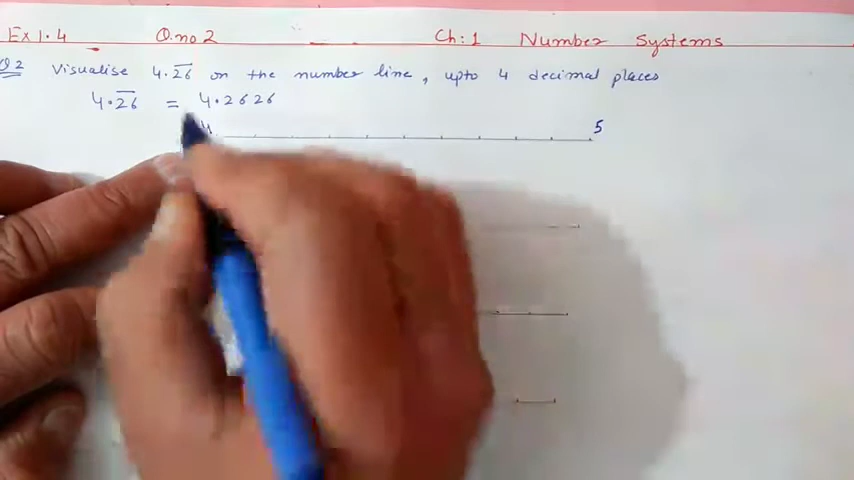 Ex 1.4 Q.no 2 Ch:1 Number Systems
Q2 Visualise 4.2̅6̅ on the number line, upto 4 decimal places
4.2̅6̅ = 4.2626
4 5